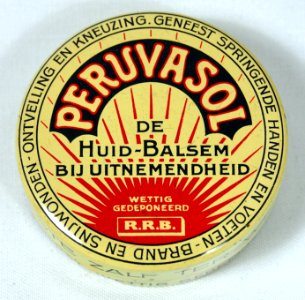 GENEEST SPRINGENDE HANDEN EN VOETEN - BRAND EN SNIJWONDEN - ONTVELLING EN KNEUZING.
PERUVASOL
DE
HUID-BALSEM
BIJ UITNEMENDHEID
WETTIG
GEDEPONEERD
R.R.B.
ZALF